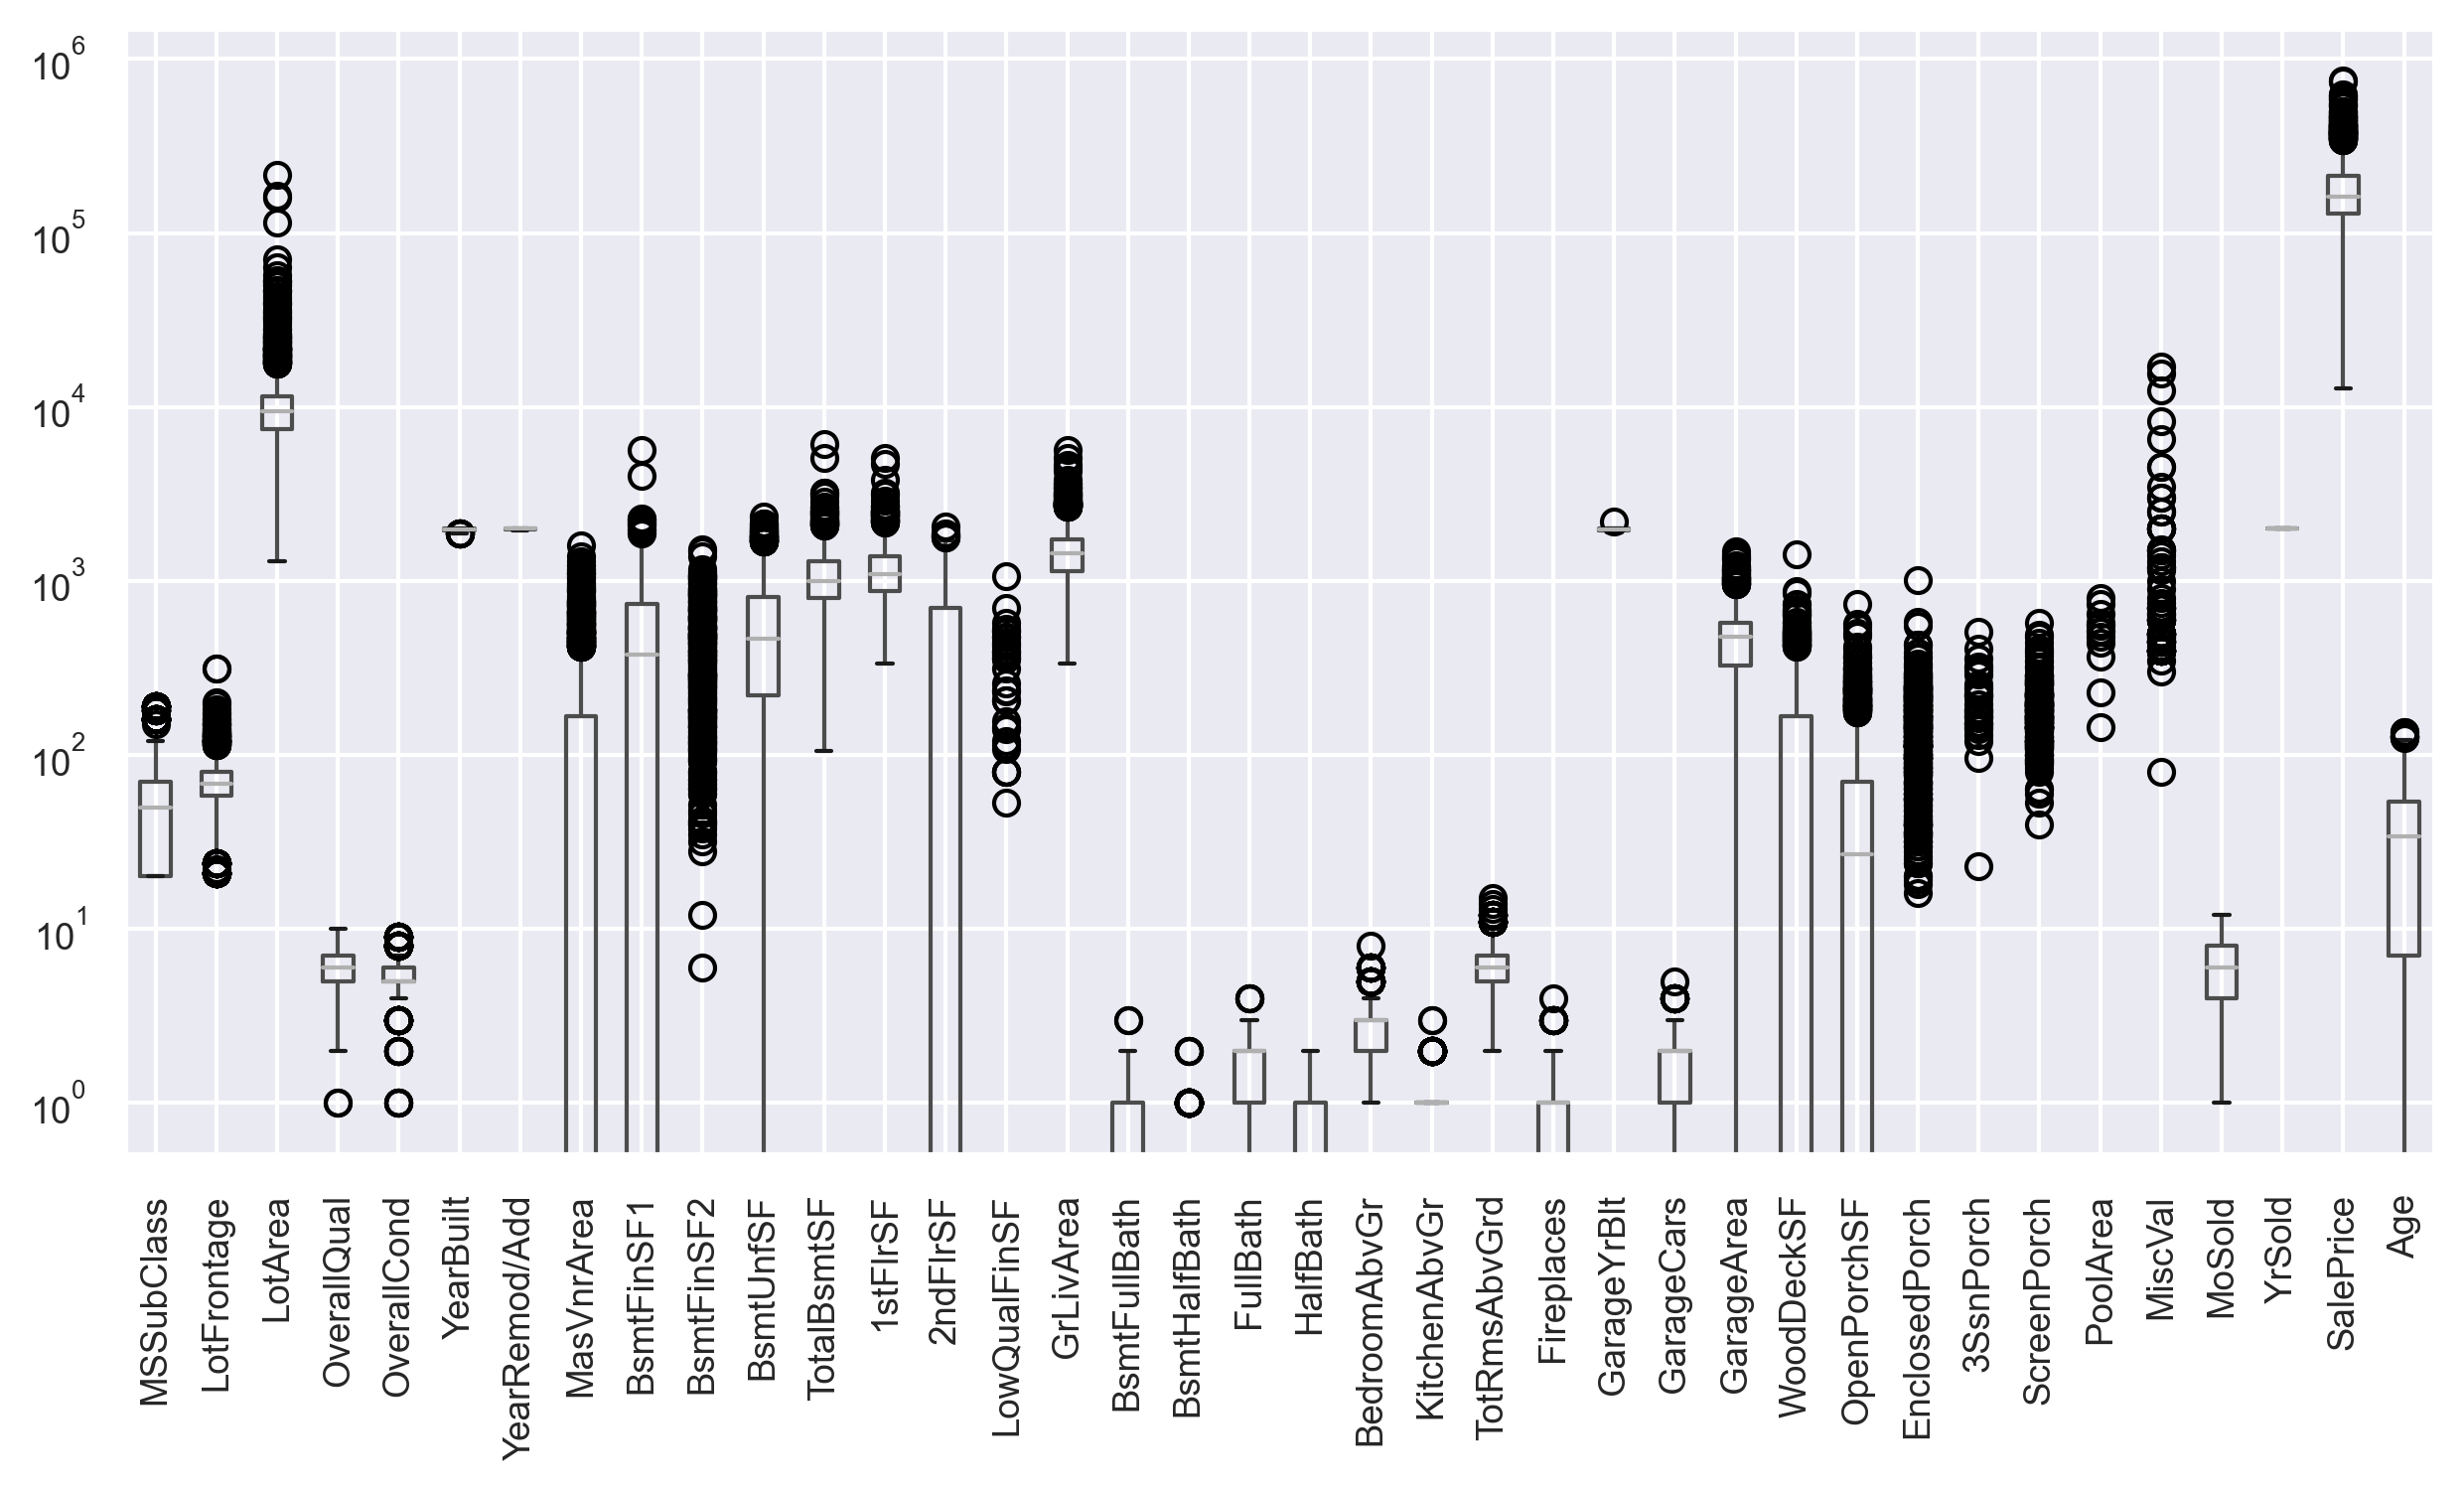 10^6
10^5
10^4
10^3
10^2
10^1
10^0
MSSubClass
LotFrontage
LotArea
OverallQual
OverallCond
YearBuilt
YearRemod/Add
MasVnrArea
BsmtFinSF1
BsmtFinSF2
BsmtUnfSF
TotalBsmtSF
1stFlrSF
2ndFlrSF
LowQualFinSF
GrLivArea
BsmtFullBath
BsmtHalfBath
FullBath
HalfBath
BedroomAbvGr
KitchenAbvGr
TotRmsAbvGrd
Fireplaces
GarageYrBlt
GarageCars
GarageArea
WoodDeckSF
OpenPorchSF
EnclosedPorch
3SsnPorch
ScreenPorch
PoolArea
MiscVal
MoSold
YrSold
SalePrice
Age